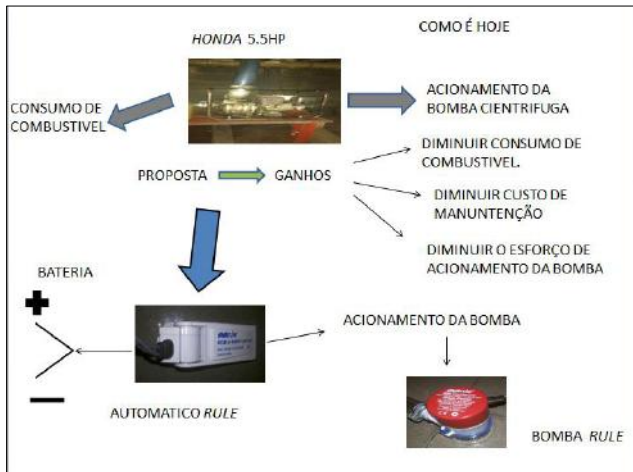 COMO É HOJE
HONDA 5.5HP
CONSUMO DE
COMBUSTIVEL
ACIONAMENTO DA
BOMBA CIENTRIFUGA
DIMINUIR CONSUMO DE
COMBUSTIVEL.
PROPOSTA
GANHOS
DIMINUIR CUSTO DE
MANUNTENÇÃO
DIMINUIR O ESFORÇO DE
ACIONAMENTO DA BOMBA
BATERIA
ACIONAMENTO DA BOMBA
AUTOMATICO RULE
BOMBA RULE